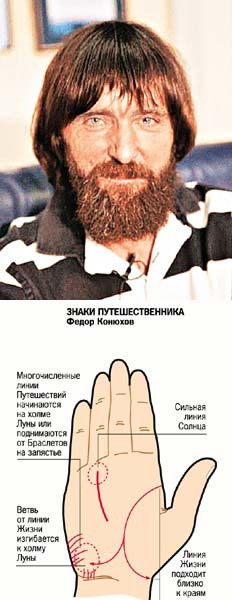 ЗНАКИ ПУТЕШЕСТВЕННИКА
Федор Конюхов
Многочисленные
линии
Путешествий
начинаются
на холме
Луны или
поднимаются
от Браслетов
на запястье
Сильная
линия
Солнца
Ветвь
от линии
Жизни
изгибается
к холму
Луны
Линия
Жизни
подходит
близко
к краям